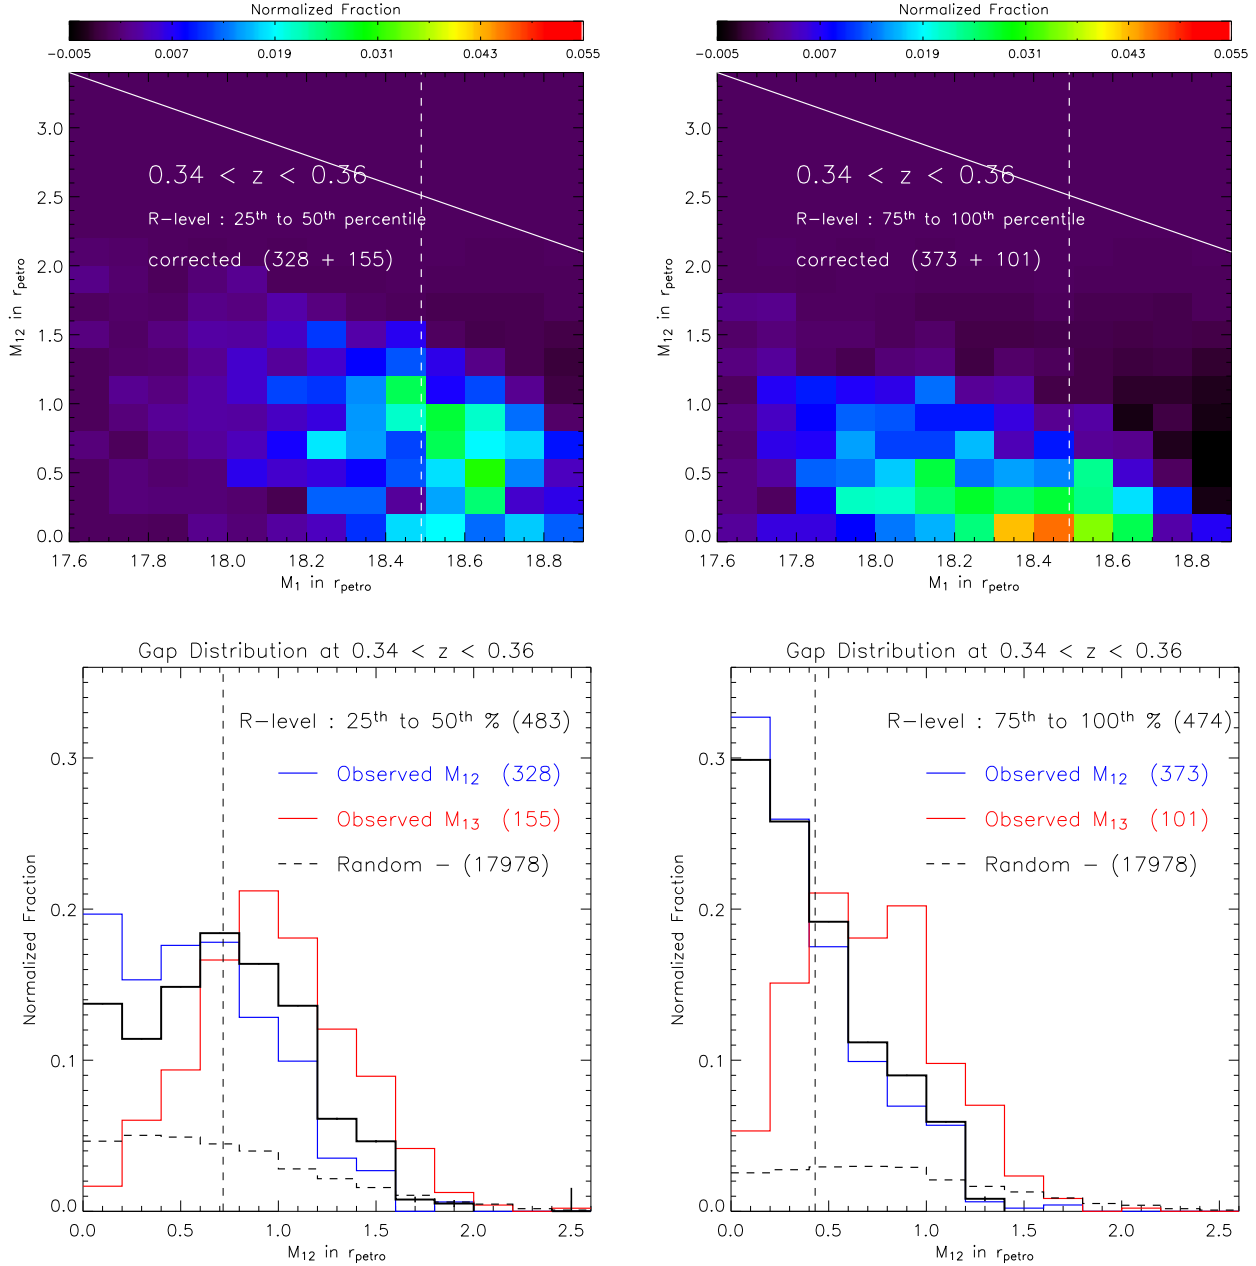 Normalized Fraction
−0.005 0.007 0.019 0.031 0.043 0.055
3.0
2.5
2.0
1.5
1.0
0.5
0.0
M12 in rpetro
0.34 < z < 0.36
R−level : 25th to 50th percentile
corrected (328 + 155)
17.6 17.8 18.0 18.2 18.4 18.6 18.8
M1 in rpetro
Normalized Fraction
−0.005 0.007 0.019 0.031 0.043 0.055
3.0
2.5
2.0
1.5
1.0
0.5
0.0
M12 in rpetro
0.34 < z < 0.36
R−level : 75th to 100th percentile
corrected (373 + 101)
17.6 17.8 18.0 18.2 18.4 18.6 18.8
M1 in rpetro
Gap Distribution at 0.34 < z < 0.36
0.3
0.2
0.1
0.0
Normalized Fraction
R−level : 25th to 50th % (483)
Observed M12 (328)
Observed M13 (155)
Random − (17978)
0.0 0.5 1.0 1.5 2.0 2.5
M12 in rpetro
Gap Distribution at 0.34 < z < 0.36
0.3
0.2
0.1
0.0
Normalized Fraction
R−level : 75th to 100th % (474)
Observed M12 (373)
Observed M13 (101)
Random − (17978)
0.0 0.5 1.0 1.5 2.0 2.5
M12 in rpetro